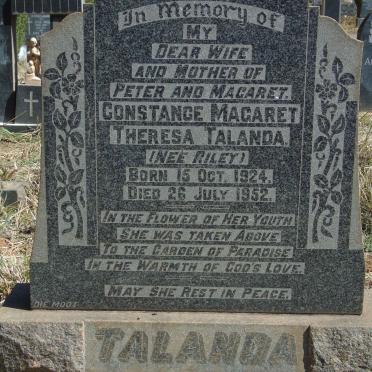 In Memory of
MY
DEAR WIFE
AND MOTHER OF
PETER AND MAGARET.
CONSTANCE MAGARET
THERESA TALANDA.
(NEE RILEY)
BORN 15 OCT. 1924.
DIED 26 JULY 1952.
IN THE FLOWER OF HER YOUTH
SHE WAS TAKEN ABOVE
TO THE GARDEN OF PARADISE
IN THE WARMTH OF GOD'S LOVE.
MAY SHE REST IN PEACE.
DIE MOOT
TALANDA